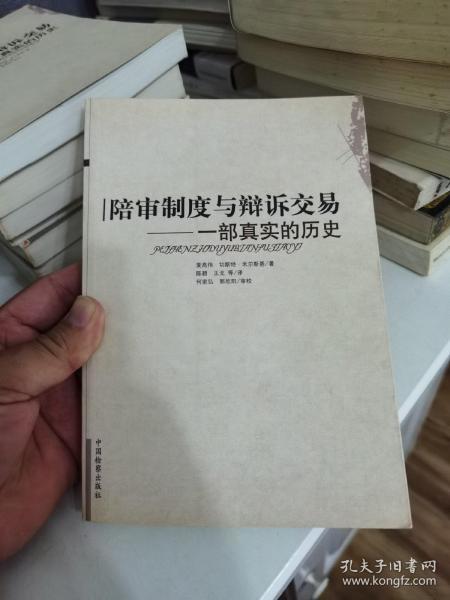 陪审制度与辩诉交易
——一部真实的历史
麦高伟 切斯特·米尔斯基/著
陈碧 王戈 等/译
何家弘 郭欣阳/审校
中国检察出版社
孔夫子旧书网
www.kongfz.com